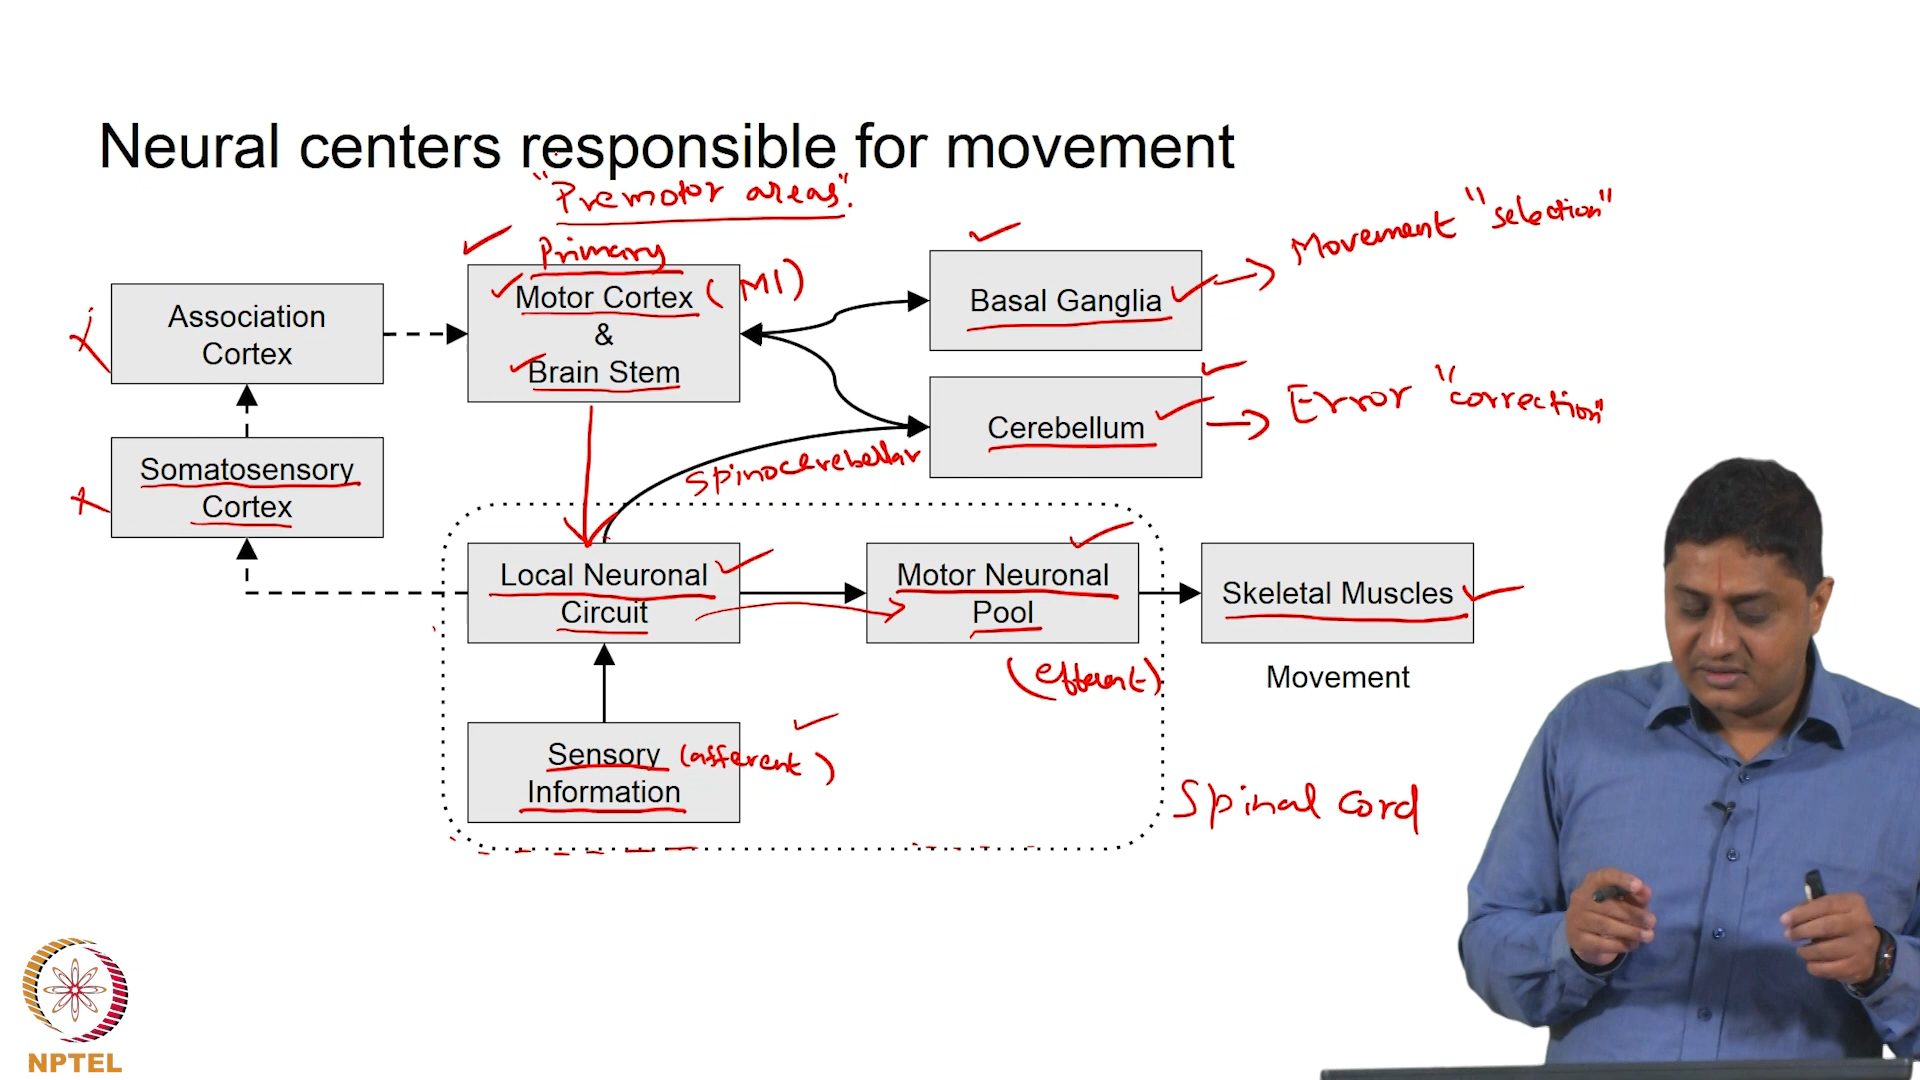 Neural centers responsible for movement
"Premotor areas".
Primary
Motor Cortex (M1)
&
Brain Stem
Association
Cortex
Somatosensory
Cortex
Basal Ganglia
Movement "selection"
Cerebellum
Error "correction"
Spinocerebellar
Local Neuronal
Circuit
Motor Neuronal
Pool
(efferent)
Skeletal Muscles
Movement
Sensory (afferent)
Information
Spinal cord
NPTEL